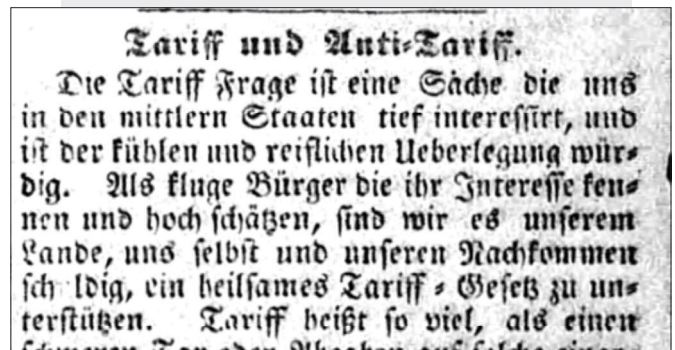 Tariff und Anti-Tariff.
Die Tariff Frage ist eine Sache die uns
in den mittlern Staaten tief interessirt, und
ist der kühlen und reiflichen Ueberlegung wür-
dig. Als kluge Bürger die ihr Interesse ken-
nen und hoch schätzen, sind wir es unserem
Lande, uns selbst und unseren Nachkommen
sch ldig, ein heilsames Tariff-Gesetz zu un-
terstützen. Tariff heißt so viel, als einen